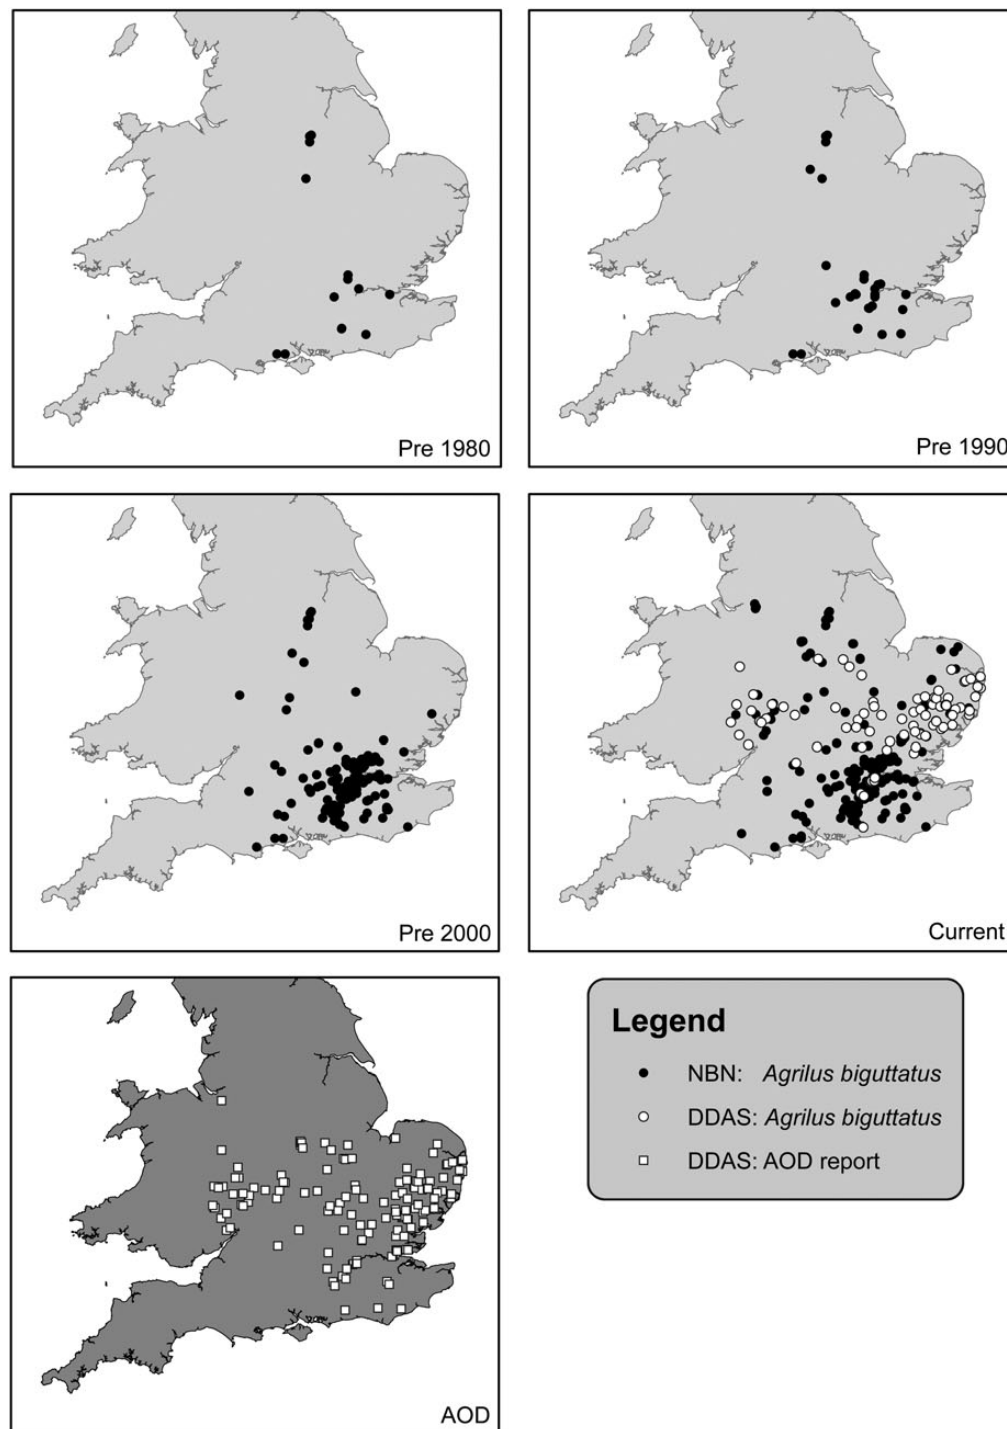 Pre 1980
Pre 1990
Pre 2000
Current
AOD
Legend
NBN: Agrilus biguttatus
DDAS: Agrilus biguttatus
DDAS: AOD report